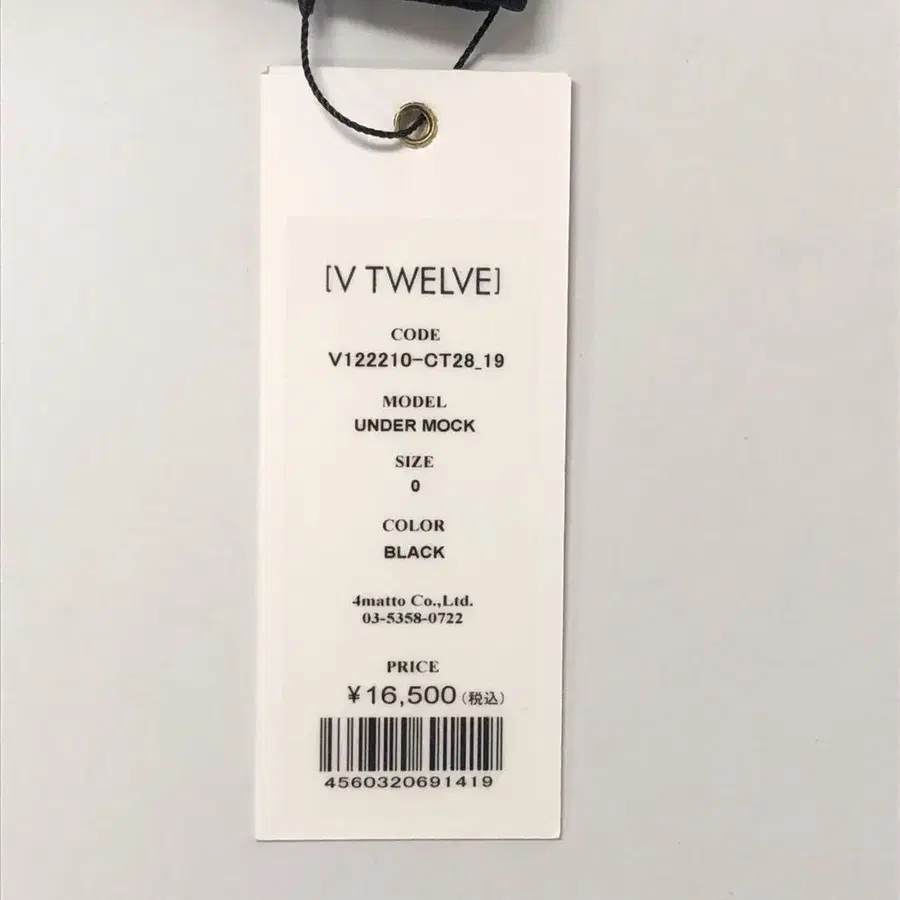 [V TWELVE]
CODE
V122210-CT28_19
MODEL
UNDER MOCK
SIZE
0
COLOR
BLACK
4matto Co.,Ltd.
03-5358-0722
PRICE
¥16,500(税込)
4560320691419